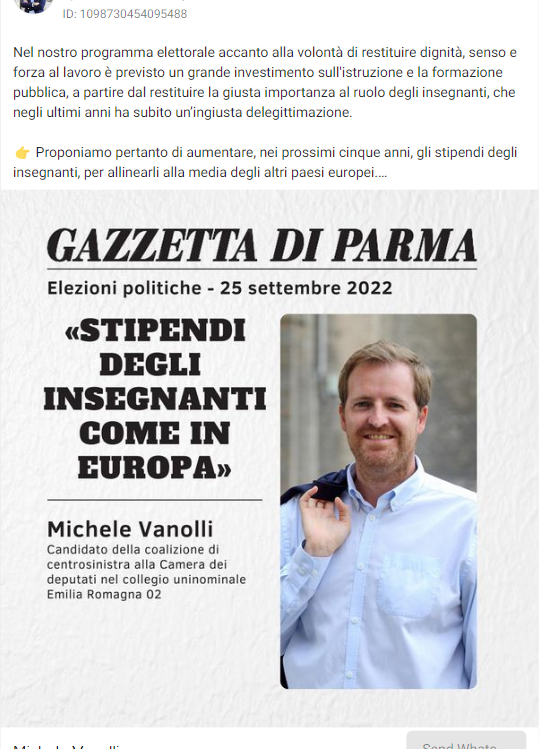 ID: 1098730454095488
Nel nostro programma elettorale accanto alla volontà di restituire dignità, senso e
forza al lavoro è previsto un grande investimento sull'istruzione e la formazione
pubblica, a partire dal restituire la giusta importanza al ruolo degli insegnanti, che
negli ultimi anni ha subito un'ingiusta delegittimazione.
👉 Proponiamo pertanto di aumentare, nei prossimi cinque anni, gli stipendi degli
insegnanti, per allinearli alla media degli altri paesi europei....
GAZZETTA DI PARMA
Elezioni politiche - 25 settembre 2022
«STIPENDI
DEGLI
INSEGNANTI
COME IN
EUROPA»
Michele Vanolli
Candidato della coalizione di
centrosinistra alla Camera dei
deputati nel collegio uninominale
Emilia Romagna 02
Michele Vanolli
Send Whats...